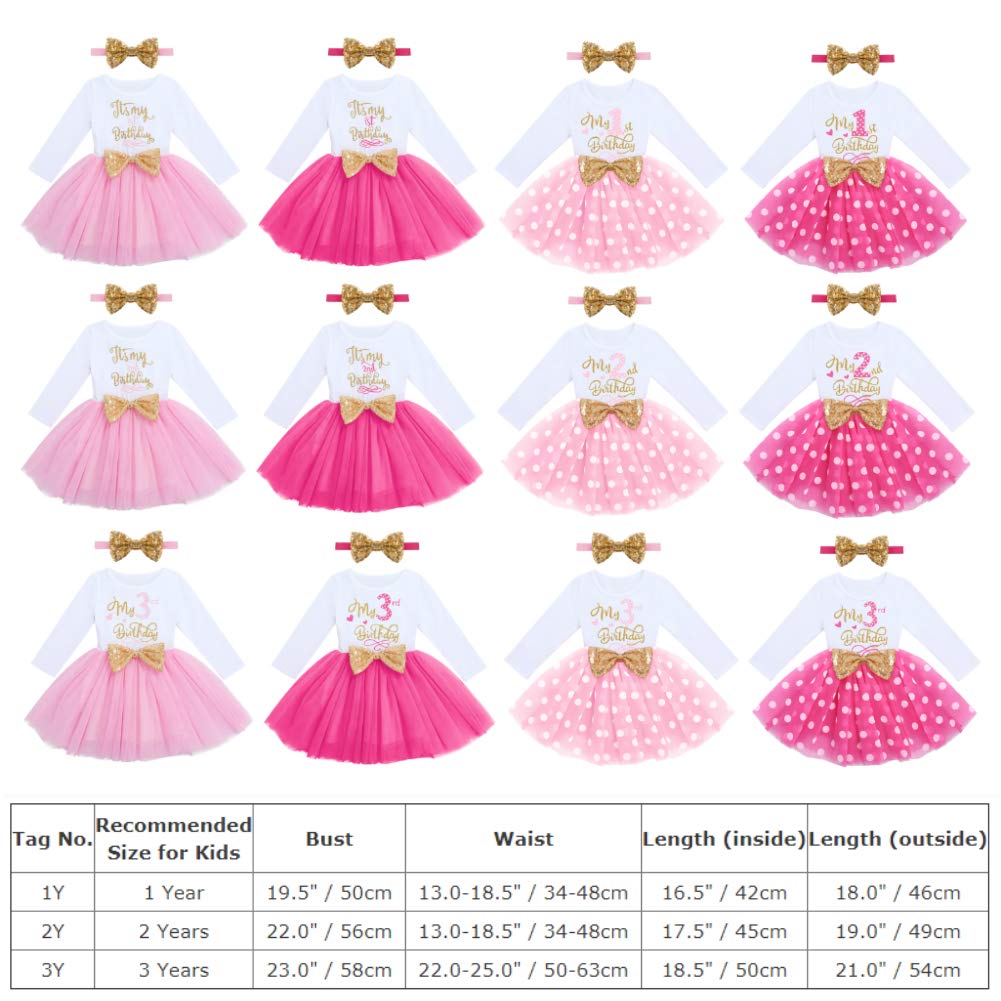 It's my
1st
Birthday
It's my
1st
Birthday
My 1st
Birthday
My 1st
Birthday
It's my
2nd
Birthday
It's my
2nd
Birthday
My 2nd
Birthday
My 2nd
Birthday
My 3rd
Birthday
My 3rd
Birthday
My 3rd
Birthday
My 3rd
Birthday
Tag No. Recommended Size for Kids Bust Waist Length (inside) Length (outside)
1Y 1 Year 19.5" / 50cm 13.0-18.5" / 34-48cm 16.5" / 42cm 18.0" / 46cm
2Y 2 Years 22.0" / 56cm 13.0-18.5" / 34-48cm 17.5" / 45cm 19.0" / 49cm
3Y 3 Years 23.0" / 58cm 22.0-25.0" / 50-63cm 18.5" / 50cm 21.0" / 54cm